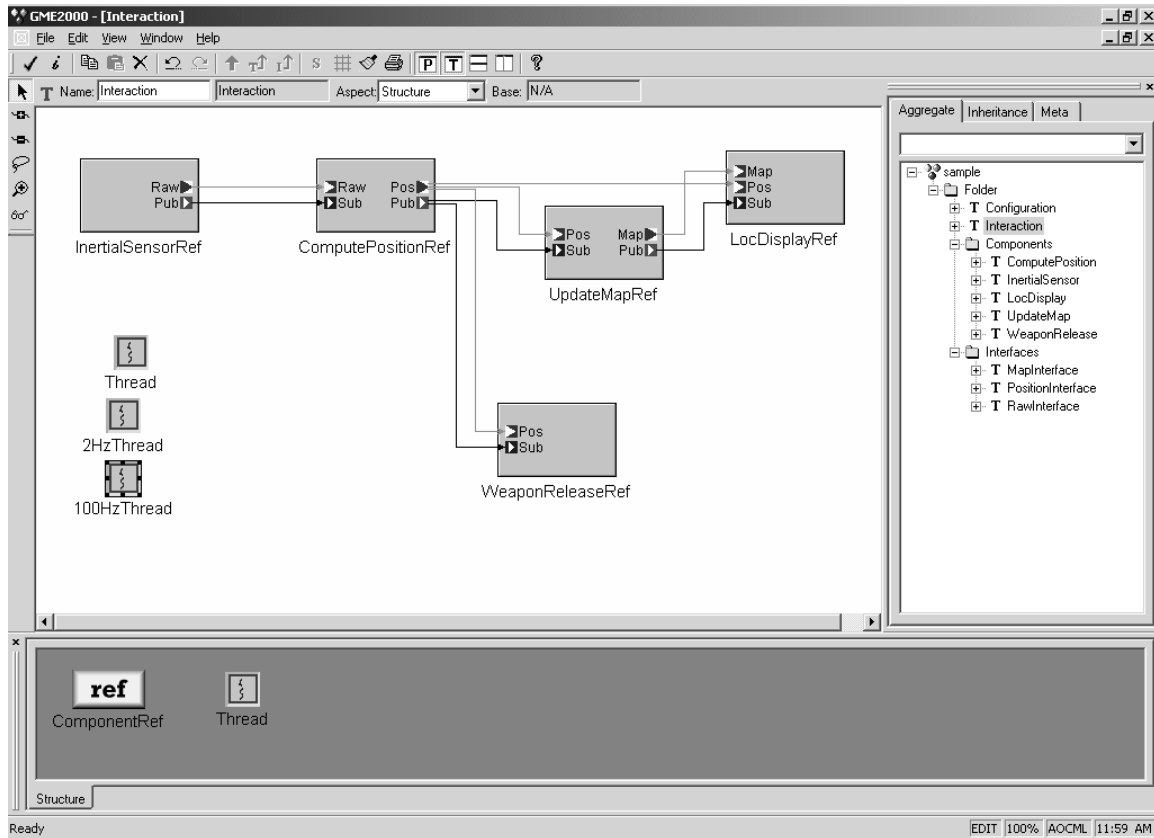 GME2000 - [Interaction]
File Edit View Window Help
Name: Interaction Interaction Aspect: Structure Base: N/A
Raw
Pub
InertialSensorRef
Raw Pos
Sub Pub
ComputePositionRef
Pos Map
Sub Pub
UpdateMapRef
Map
Pos
Sub
LocDisplayRef
Thread
2HzThread
100HzThread
Pos
Sub
WeaponReleaseRef
Aggregate Inheritance Meta
sample
Folder
T Configuration
T Interaction
Components
T ComputePosition
T InertialSensor
T LocDisplay
T UpdateMap
T WeaponRelease
Interfaces
T MapInterface
T PositionInterface
T RawInterface
ref
ComponentRef
Thread
Structure
Ready EDIT 100% AOCML 11:59 AM